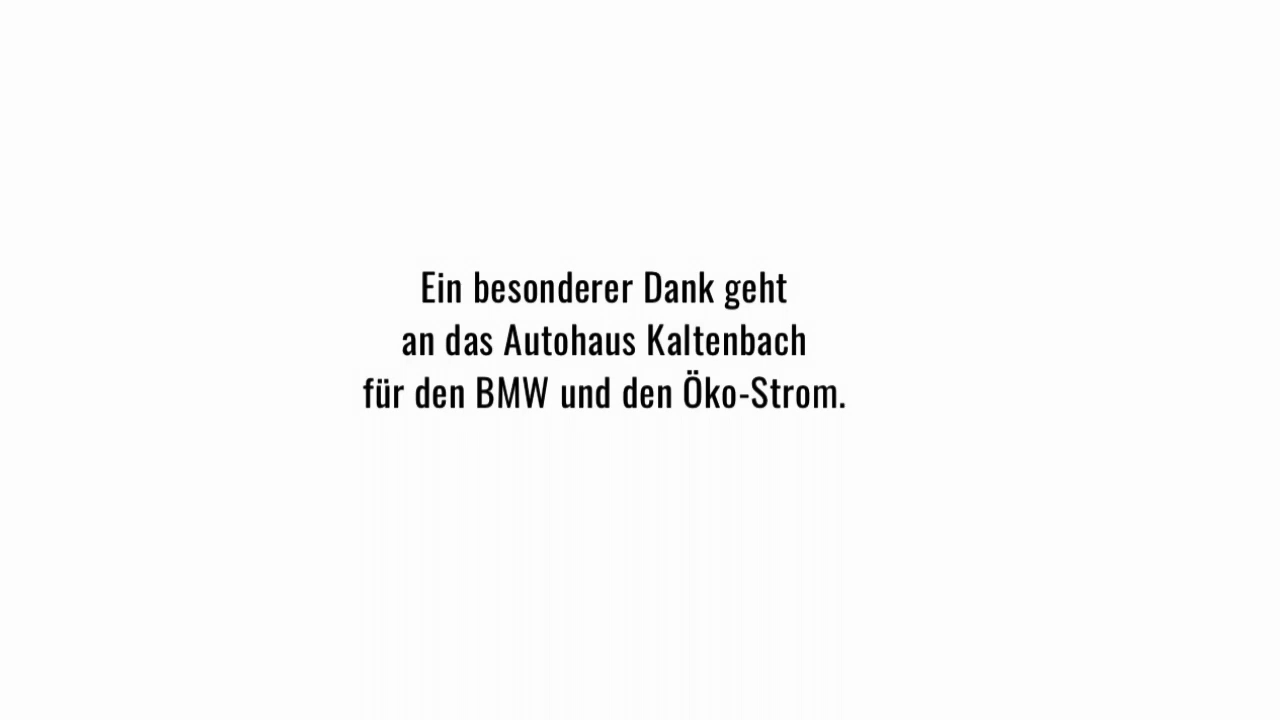 Ein besonderer Dank geht
an das Autohaus Kaltenbach
für den BMW und den Öko-Strom.